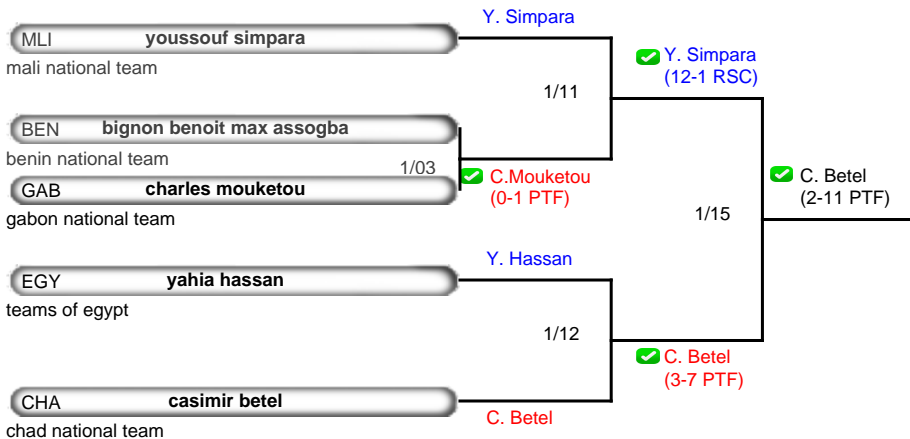 Y. Simpara
MLI youssouf simpara
mali national team
Y. Simpara
(12-1 RSC)
1/11
BEN bignon benoit max assogba
benin national team
1/03
C.Mouketou
(0-1 PTF)
GAB charles mouketou
gabon national team
C. Betel
(2-11 PTF)
1/15
Y. Hassan
EGY yahia hassan
teams of egypt
1/12
C. Betel
(3-7 PTF)
CHA casimir betel
C. Betel
chad national team